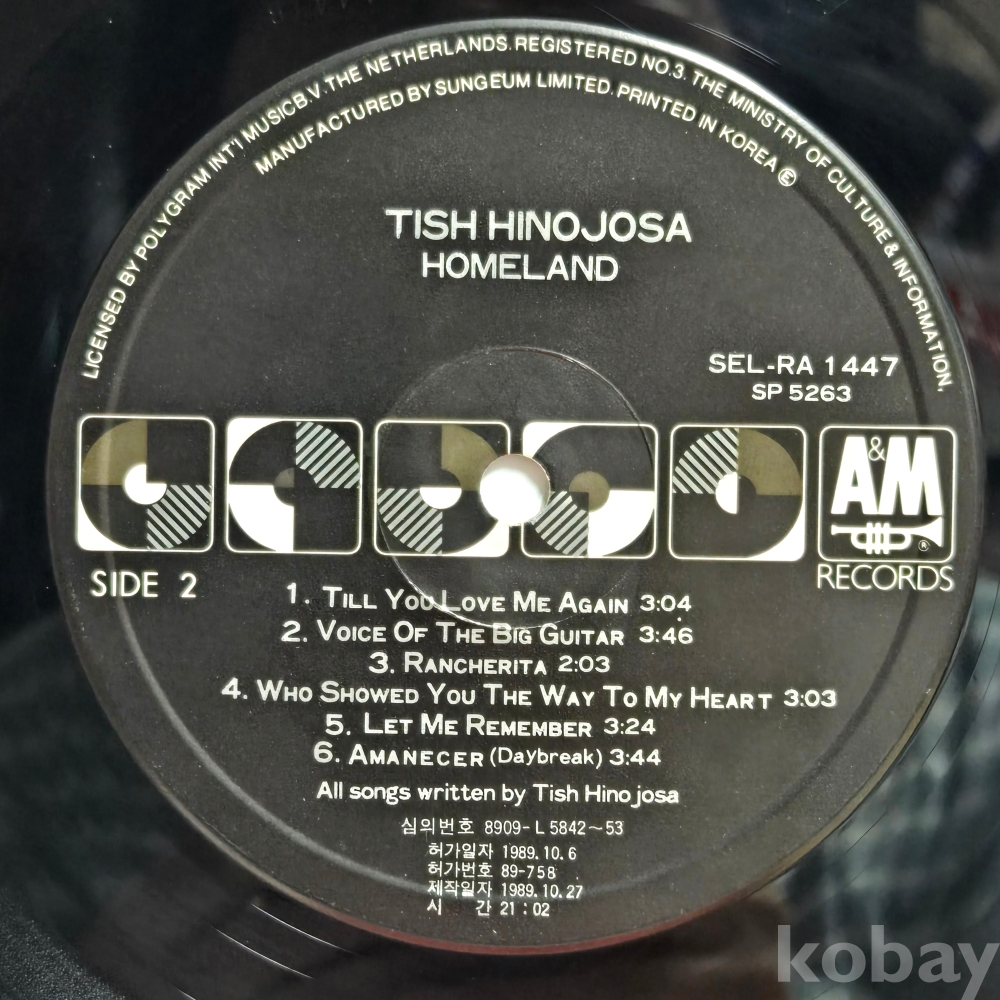 LICENSED BY POLYGRAM INT'I MUSICB.V.THE NETHERLANDS.REGISTERED NO.3. THE MINISTRY OF CULTURE & INFORMATION.
MANUFACTURED BY SUNGEUM LIMITED. PRINTED IN KOREA Ⓔ
TISH HINOJOSA
HOMELAND
SEL-RA 1447
SP 5263
A&M
®
RECORDS
SIDE 2
1. TILL YOU LOVE ME AGAIN 3:04
2. VOICE OF THE BIG GUITAR 3:46
3. RANCHERITA 2:03
4. WHO SHOWED YOU THE WAY TO MY HEART 3:03
5. LET ME REMEMBER 3:24
6. AMANECER (Daybreak) 3:44
All songs written by Tish Hinojosa
심의번호 8909-L5842~53
허가일자 1989.10.6
허가번호 89-758
제작일자 1989.10.27
시 간 21:02
kobay